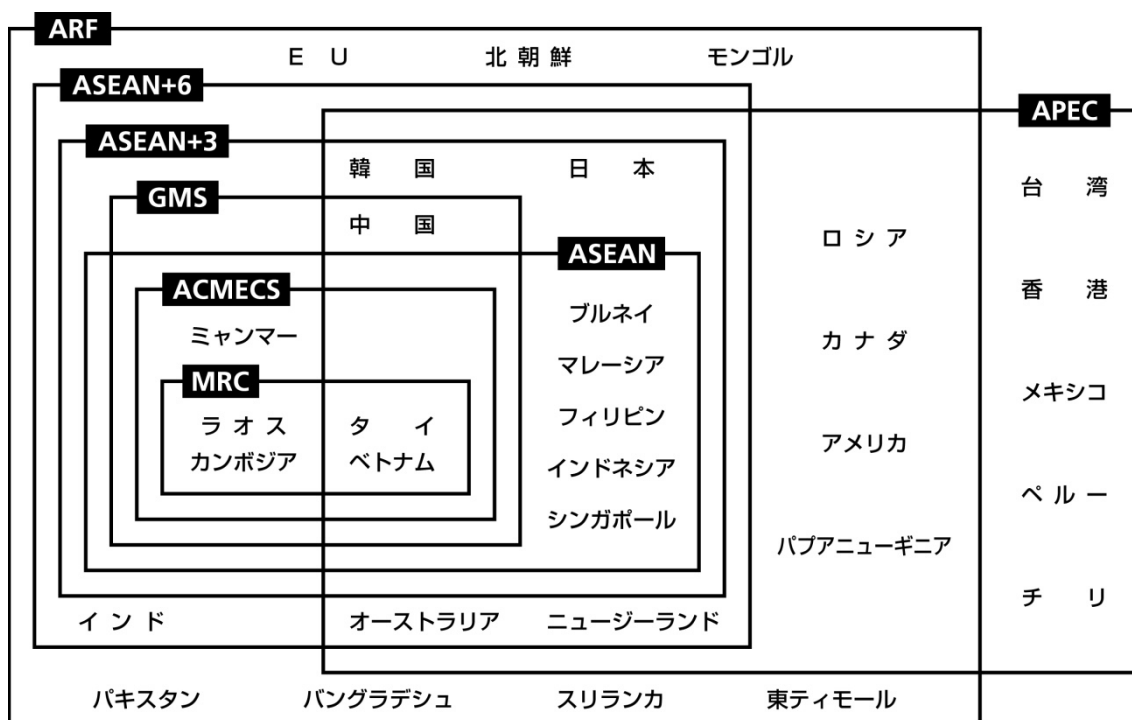 ARF
EU 北朝鮮 モンゴル
ASEAN+6
APEC
ASEAN+3
韓国 日本
台湾
GMS
中国
ロシア
ASEAN
ACMECS
香港
ブルネイ
ミャンマー
カナダ
マレーシア
MRC
メキシコ
ラオス タイ
フィリピン
アメリカ
カンボジア ベトナム
インドネシア
ペルー
シンガポール
パプアニューギニア
チリ
インド オーストラリア ニュージーランド
パキスタン バングラデシュ スリランカ 東ティモール